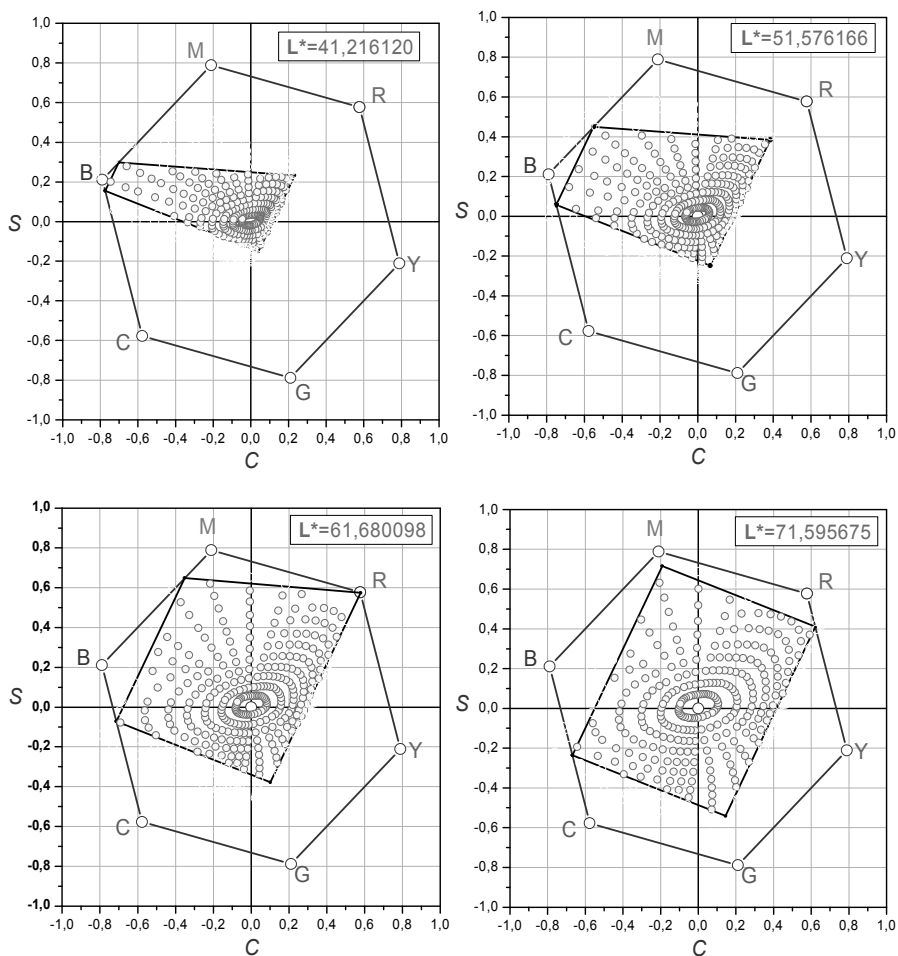 L*=41,216120
1,0
0,8
0,6
0,4
0,2
0,0
-0,2
-0,4
-0,6
-0,8
-1,0
S
M
R
B
Y
C
G
-1,0 -0,8 -0,6 -0,4 -0,2 0,0 0,2 0,4 0,6 0,8 1,0
C
L*=51,576166
1,0
0,8
0,6
0,4
0,2
0,0
-0,2
-0,4
-0,6
-0,8
-1,0
S
M
R
B
Y
C
G
-1,0 -0,8 -0,6 -0,4 -0,2 0,0 0,2 0,4 0,6 0,8 1,0
C
L*=61,680098
1,0
0,8
0,6
0,4
0,2
0,0
-0,2
-0,4
-0,6
-0,8
-1,0
S
M
R
B
Y
C
G
-1,0 -0,8 -0,6 -0,4 -0,2 0,0 0,2 0,4 0,6 0,8 1,0
C
L*=71,595675
1,0
0,8
0,6
0,4
0,2
0,0
-0,2
-0,4
-0,6
-0,8
-1,0
S
M
R
B
Y
C
G
-1,0 -0,8 -0,6 -0,4 -0,2 0,0 0,2 0,4 0,6 0,8 1,0
C